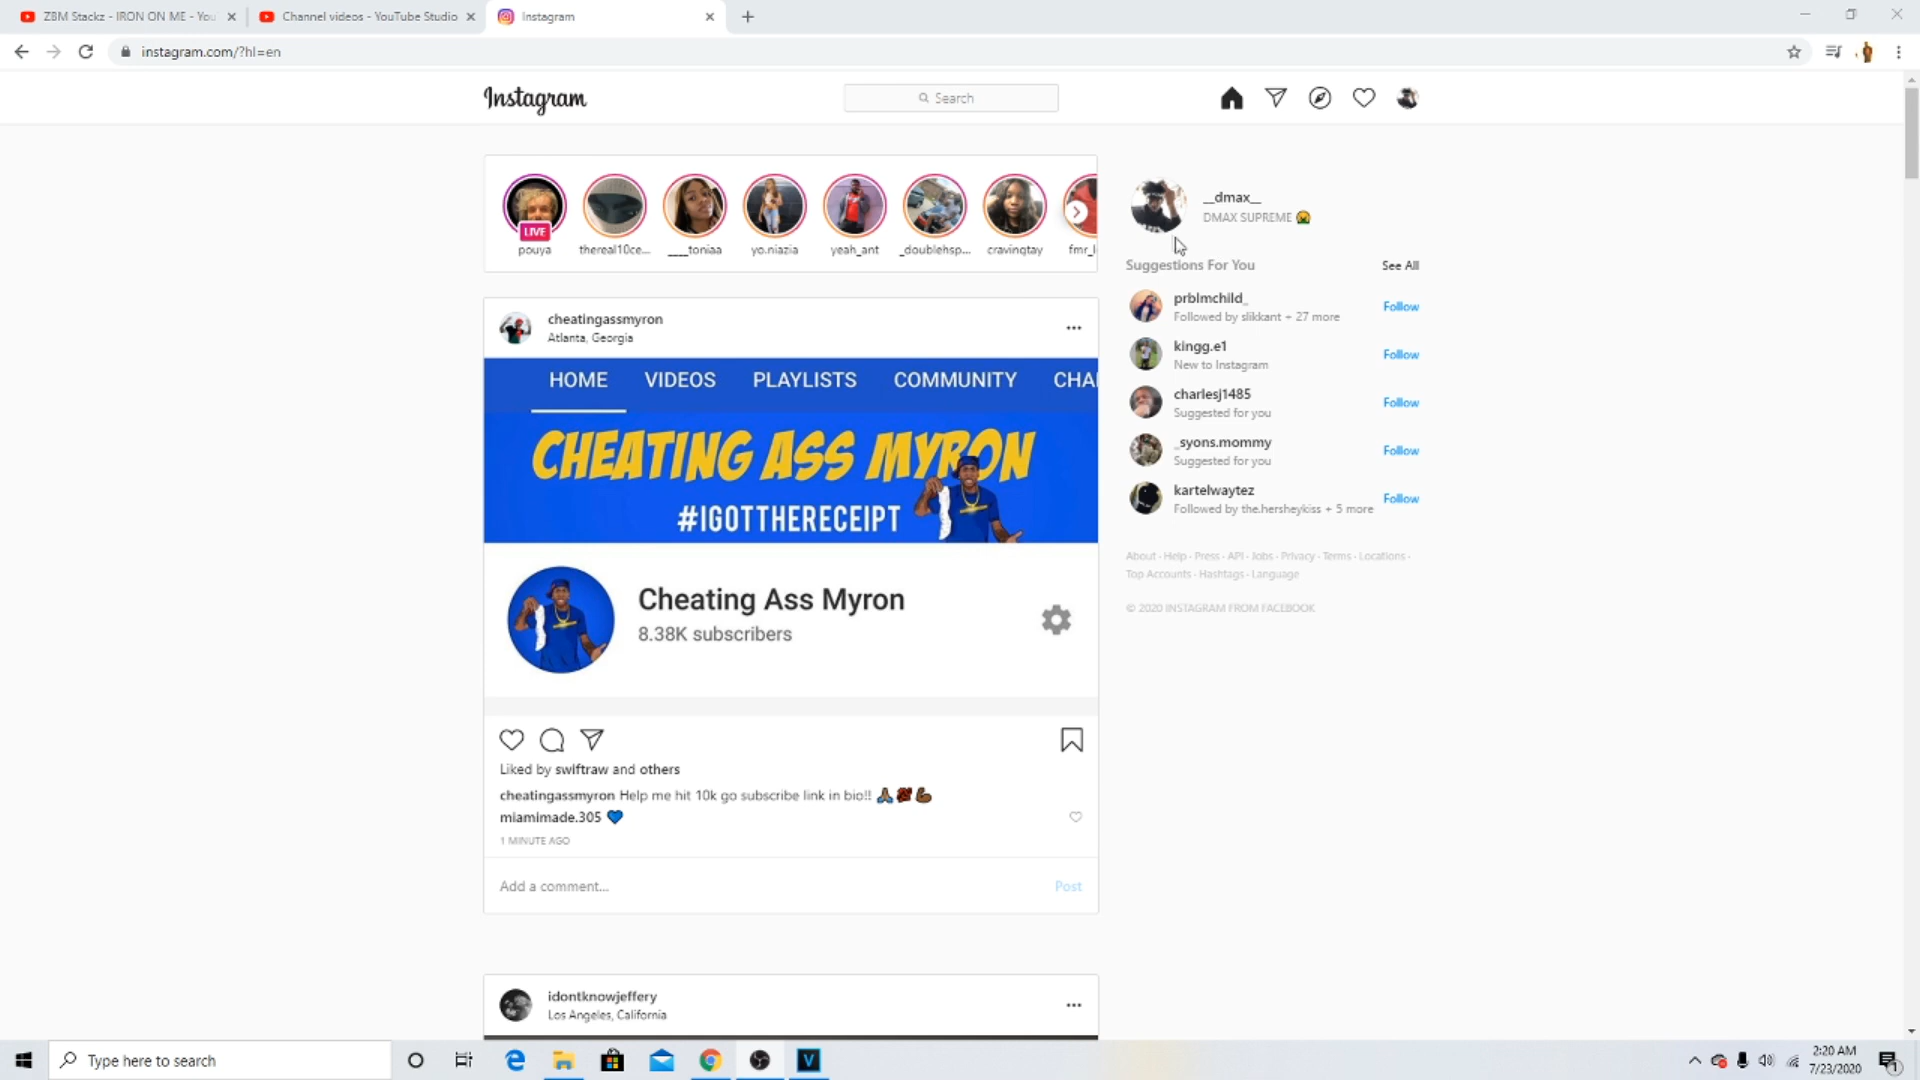 ZBM Stackz - IRON ON ME - You
Channel videos - YouTube Studio
Instagram
instagram.com/?hl=en
Instagram
Search
LIVE
pouya
thereal10ce...
____toniaa
yo.niazia
yeah_ant
_doublehsp...
cravingtay
fmr_l
__dmax__
DMAX SUPREME
Suggestions For You
See All
prblmchild_
Followed by slikkant + 27 more
Follow
kingg.e1
New to Instagram
Follow
charlesj1485
Suggested for you
Follow
_syons.mommy
Suggested for you
Follow
kartelwaytez
Followed by the.hersheykiss + 5 more
Follow
About · Help · Press · API · Jobs · Privacy · Terms · Locations ·
Top Accounts · Hashtags · Language
© 2020 INSTAGRAM FROM FACEBOOK
cheatingassmyron
Atlanta, Georgia
HOME VIDEOS PLAYLISTS COMMUNITY CHA
CHEATING ASS MYRON
#IGOTTHERECEIPT
Cheating Ass Myron
8.38K subscribers
Liked by swiftraw and others
cheatingassmyron Help me hit 10k go subscribe link in bio!! 🙏🏾💯💪🏾
miamimade.305 💙
1 MINUTE AGO
Add a comment...
Post
idontknowjeffery
Los Angeles, California
Type here to search
2:20 AM
7/23/2020